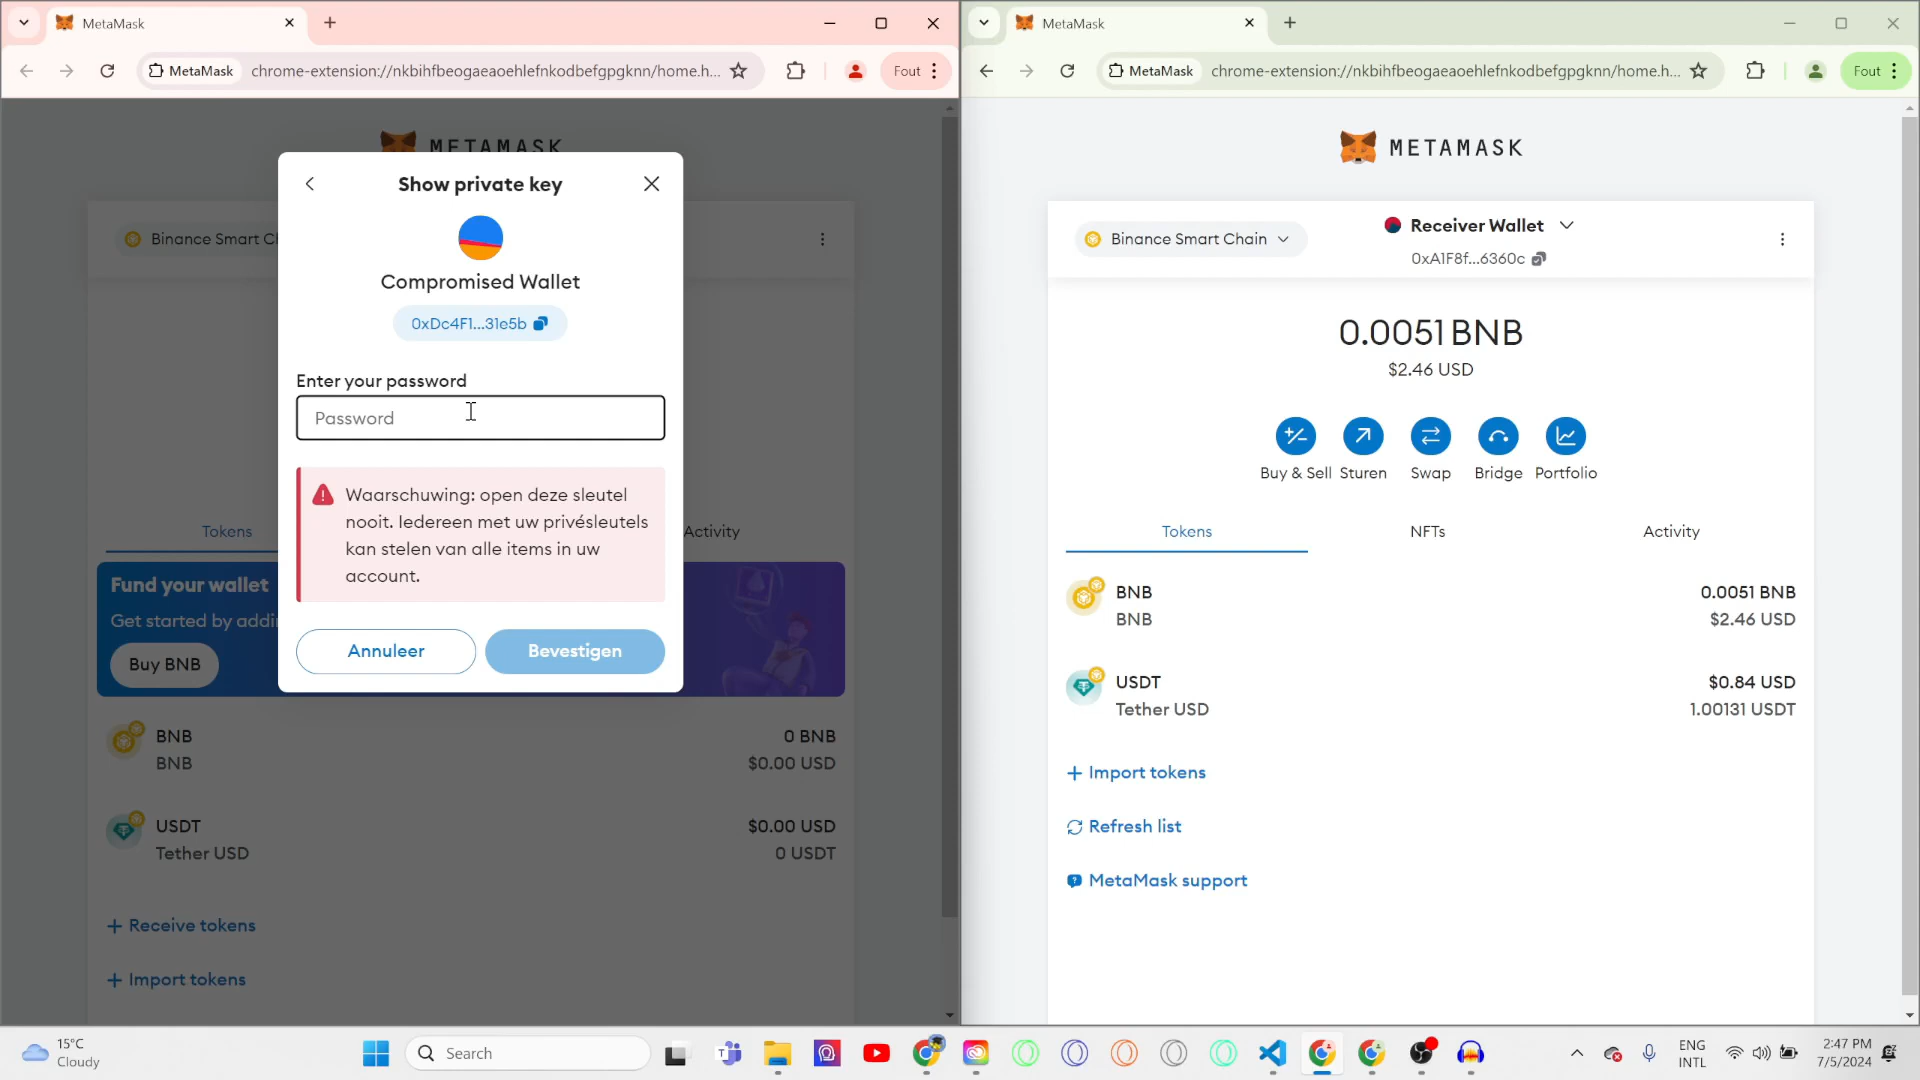 MetaMask
MetaMask
chrome-extension://nkbihfbeogaeaoehlefnkodbefgpgknn/home.h...
Fout
METAMASK
Binance Smart Ch
Show private key
Compromised Wallet
0xDc4F1...31e5b
Enter your password
Password
Waarschuwing: open deze sleutel
nooit. Iedereen met uw privésleutels
kan stelen van alle items in uw
account.
Annuleer
Bevestigen
Tokens
Activity
Fund your wallet
Get started by addin
Buy BNB
BNB
BNB
0 BNB
$0.00 USD
USDT
Tether USD
$0.00 USD
0 USDT
+ Receive tokens
+ Import tokens
MetaMask
MetaMask
chrome-extension://nkbihfbeogaeaoehlefnkodbefgpgknn/home.h...
Fout
METAMASK
Binance Smart Chain
Receiver Wallet
0xA1F8f...6360c
0.0051 BNB
$2.46 USD
Buy & Sell
Sturen
Swap
Bridge
Portfolio
Tokens
NFTs
Activity
BNB
BNB
0.0051 BNB
$2.46 USD
USDT
Tether USD
$0.84 USD
1.00131 USDT
+ Import tokens
Refresh list
MetaMask support
15°C
Cloudy
Search
ENG
INTL
2:47 PM
7/5/2024